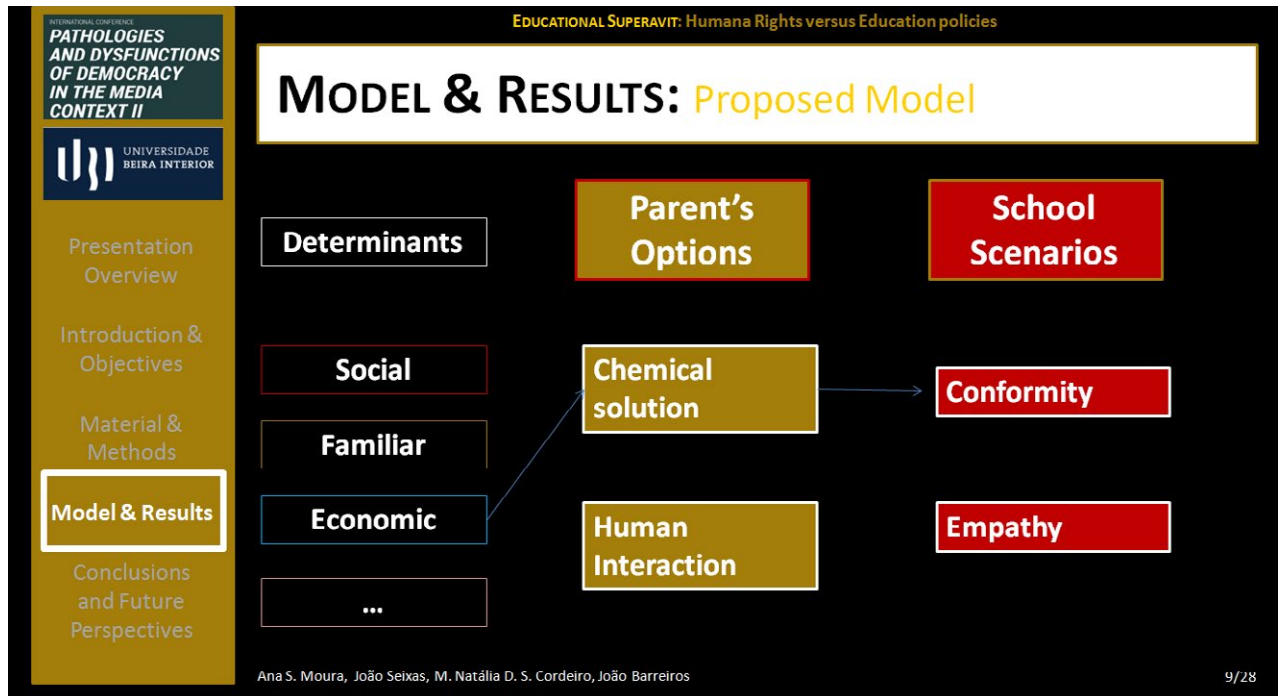 EDUCATIONAL SUPERAVIT: Humana Rights versus Education policies
INTERNATIONAL CONFERENCE
PATHOLOGIES
AND DYSFUNCTIONS
OF DEMOCRACY
IN THE MEDIA
CONTEXT II
UNIVERSIDADE
BEIRA INTERIOR
Presentation
Overview
Introduction &
Objectives
Material &
Methods
Model & Results
Conclusions
and Future
Perspectives
MODEL & RESULTS: Proposed Model
Determinants
Social
Familiar
Economic
...
Parent's
Options
Chemical
solution
Human
Interaction
School
Scenarios
Conformity
Empathy
Ana S. Moura, João Seixas, M. Natália D. S. Cordeiro, João Barreiros
9/28